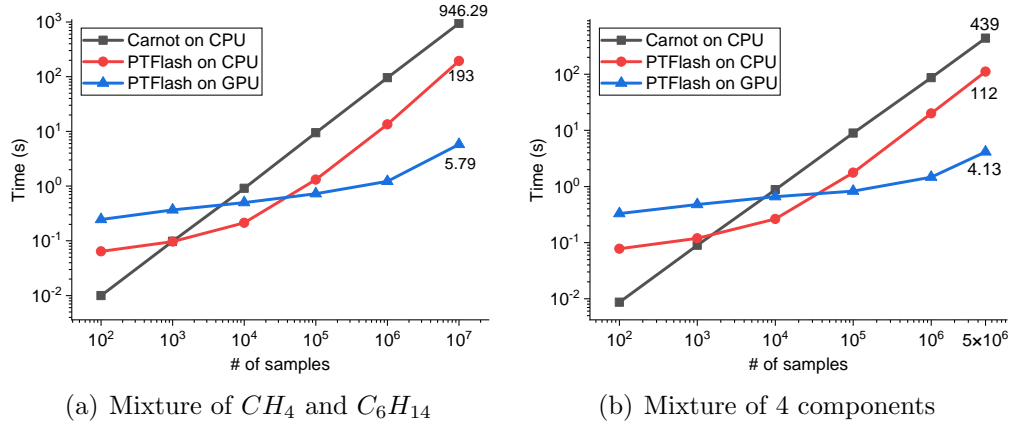 10³
10²
10¹
10⁰
10⁻¹
10⁻²
Time (s)
Carnot on CPU
PTFlash on CPU
PTFlash on GPU
946.29
193
5.79
10² 10³ 10⁴ 10⁵ 10⁶ 10⁷
# of samples
(a) Mixture of CH₄ and C₆H₁₄
10²
10¹
10⁰
10⁻¹
10⁻²
Time (s)
Carnot on CPU
PTFlash on CPU
PTFlash on GPU
439
112
4.13
10² 10³ 10⁴ 10⁵ 10⁶ 5×10⁶
# of samples
(b) Mixture of 4 components